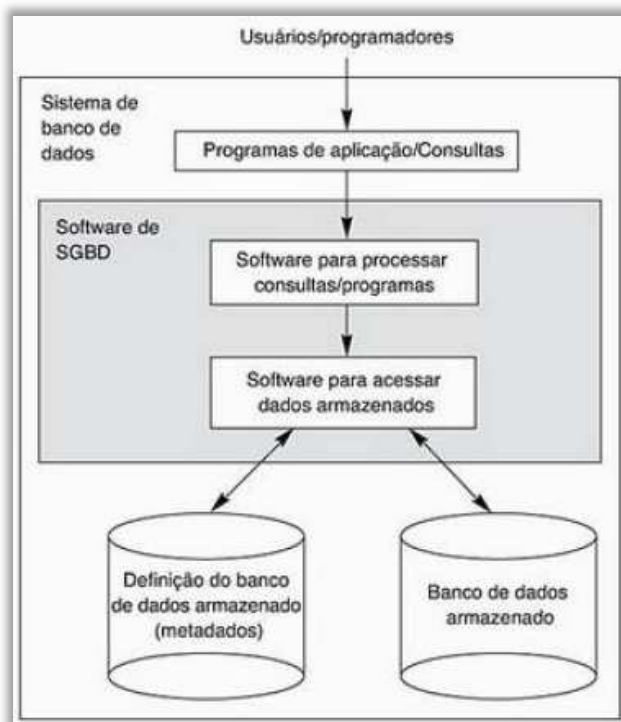 Usuários/programadores
Sistema de
banco de
dados
Programas de aplicação/Consultas
Software de
SGBD
Software para processar
consultas/programas
Software para acessar
dados armazenados
Definição do banco
de dados armazenado
(metadados)
Banco de dados
armazenado